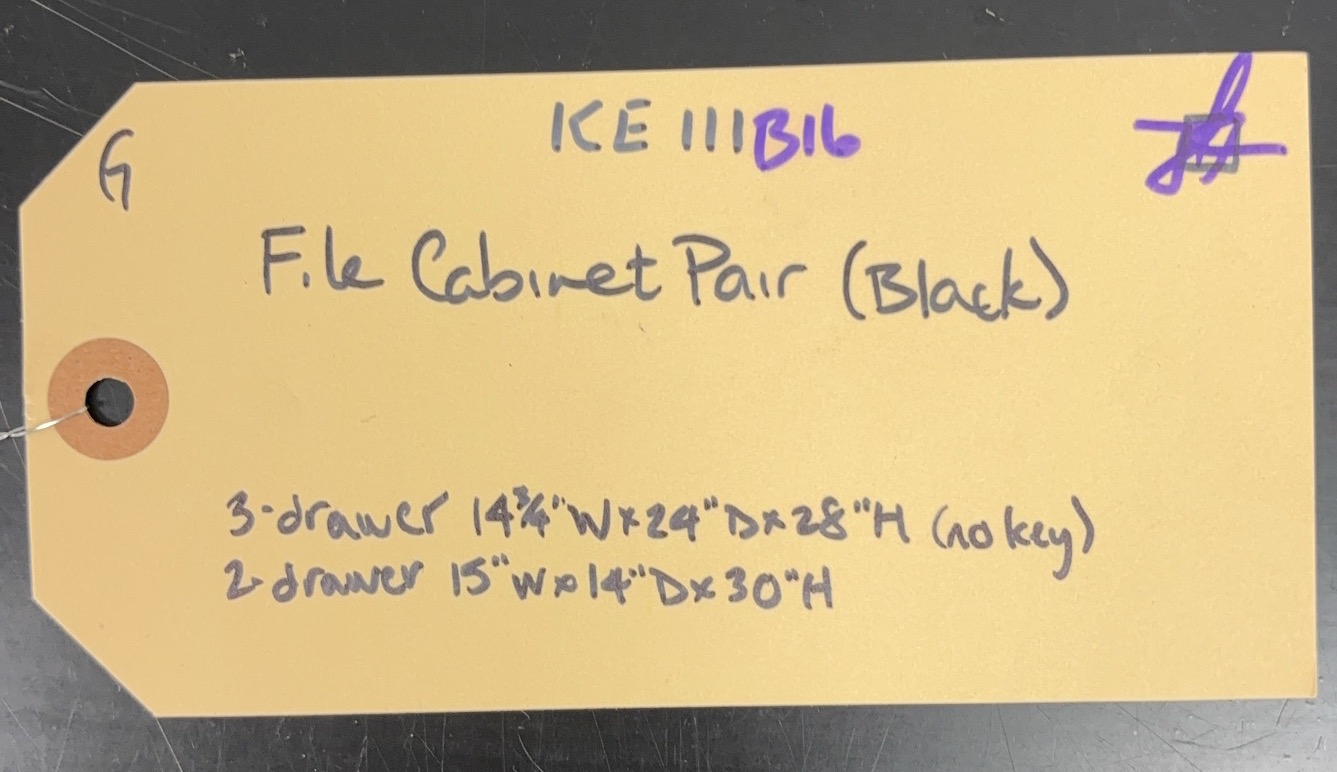 KE 111B16
G
File Cabinet Pair (Black)
3-drawer 14¾"W x 24"D x 28"H (no key)
2-drawer 15"W x 14"D x 30"H